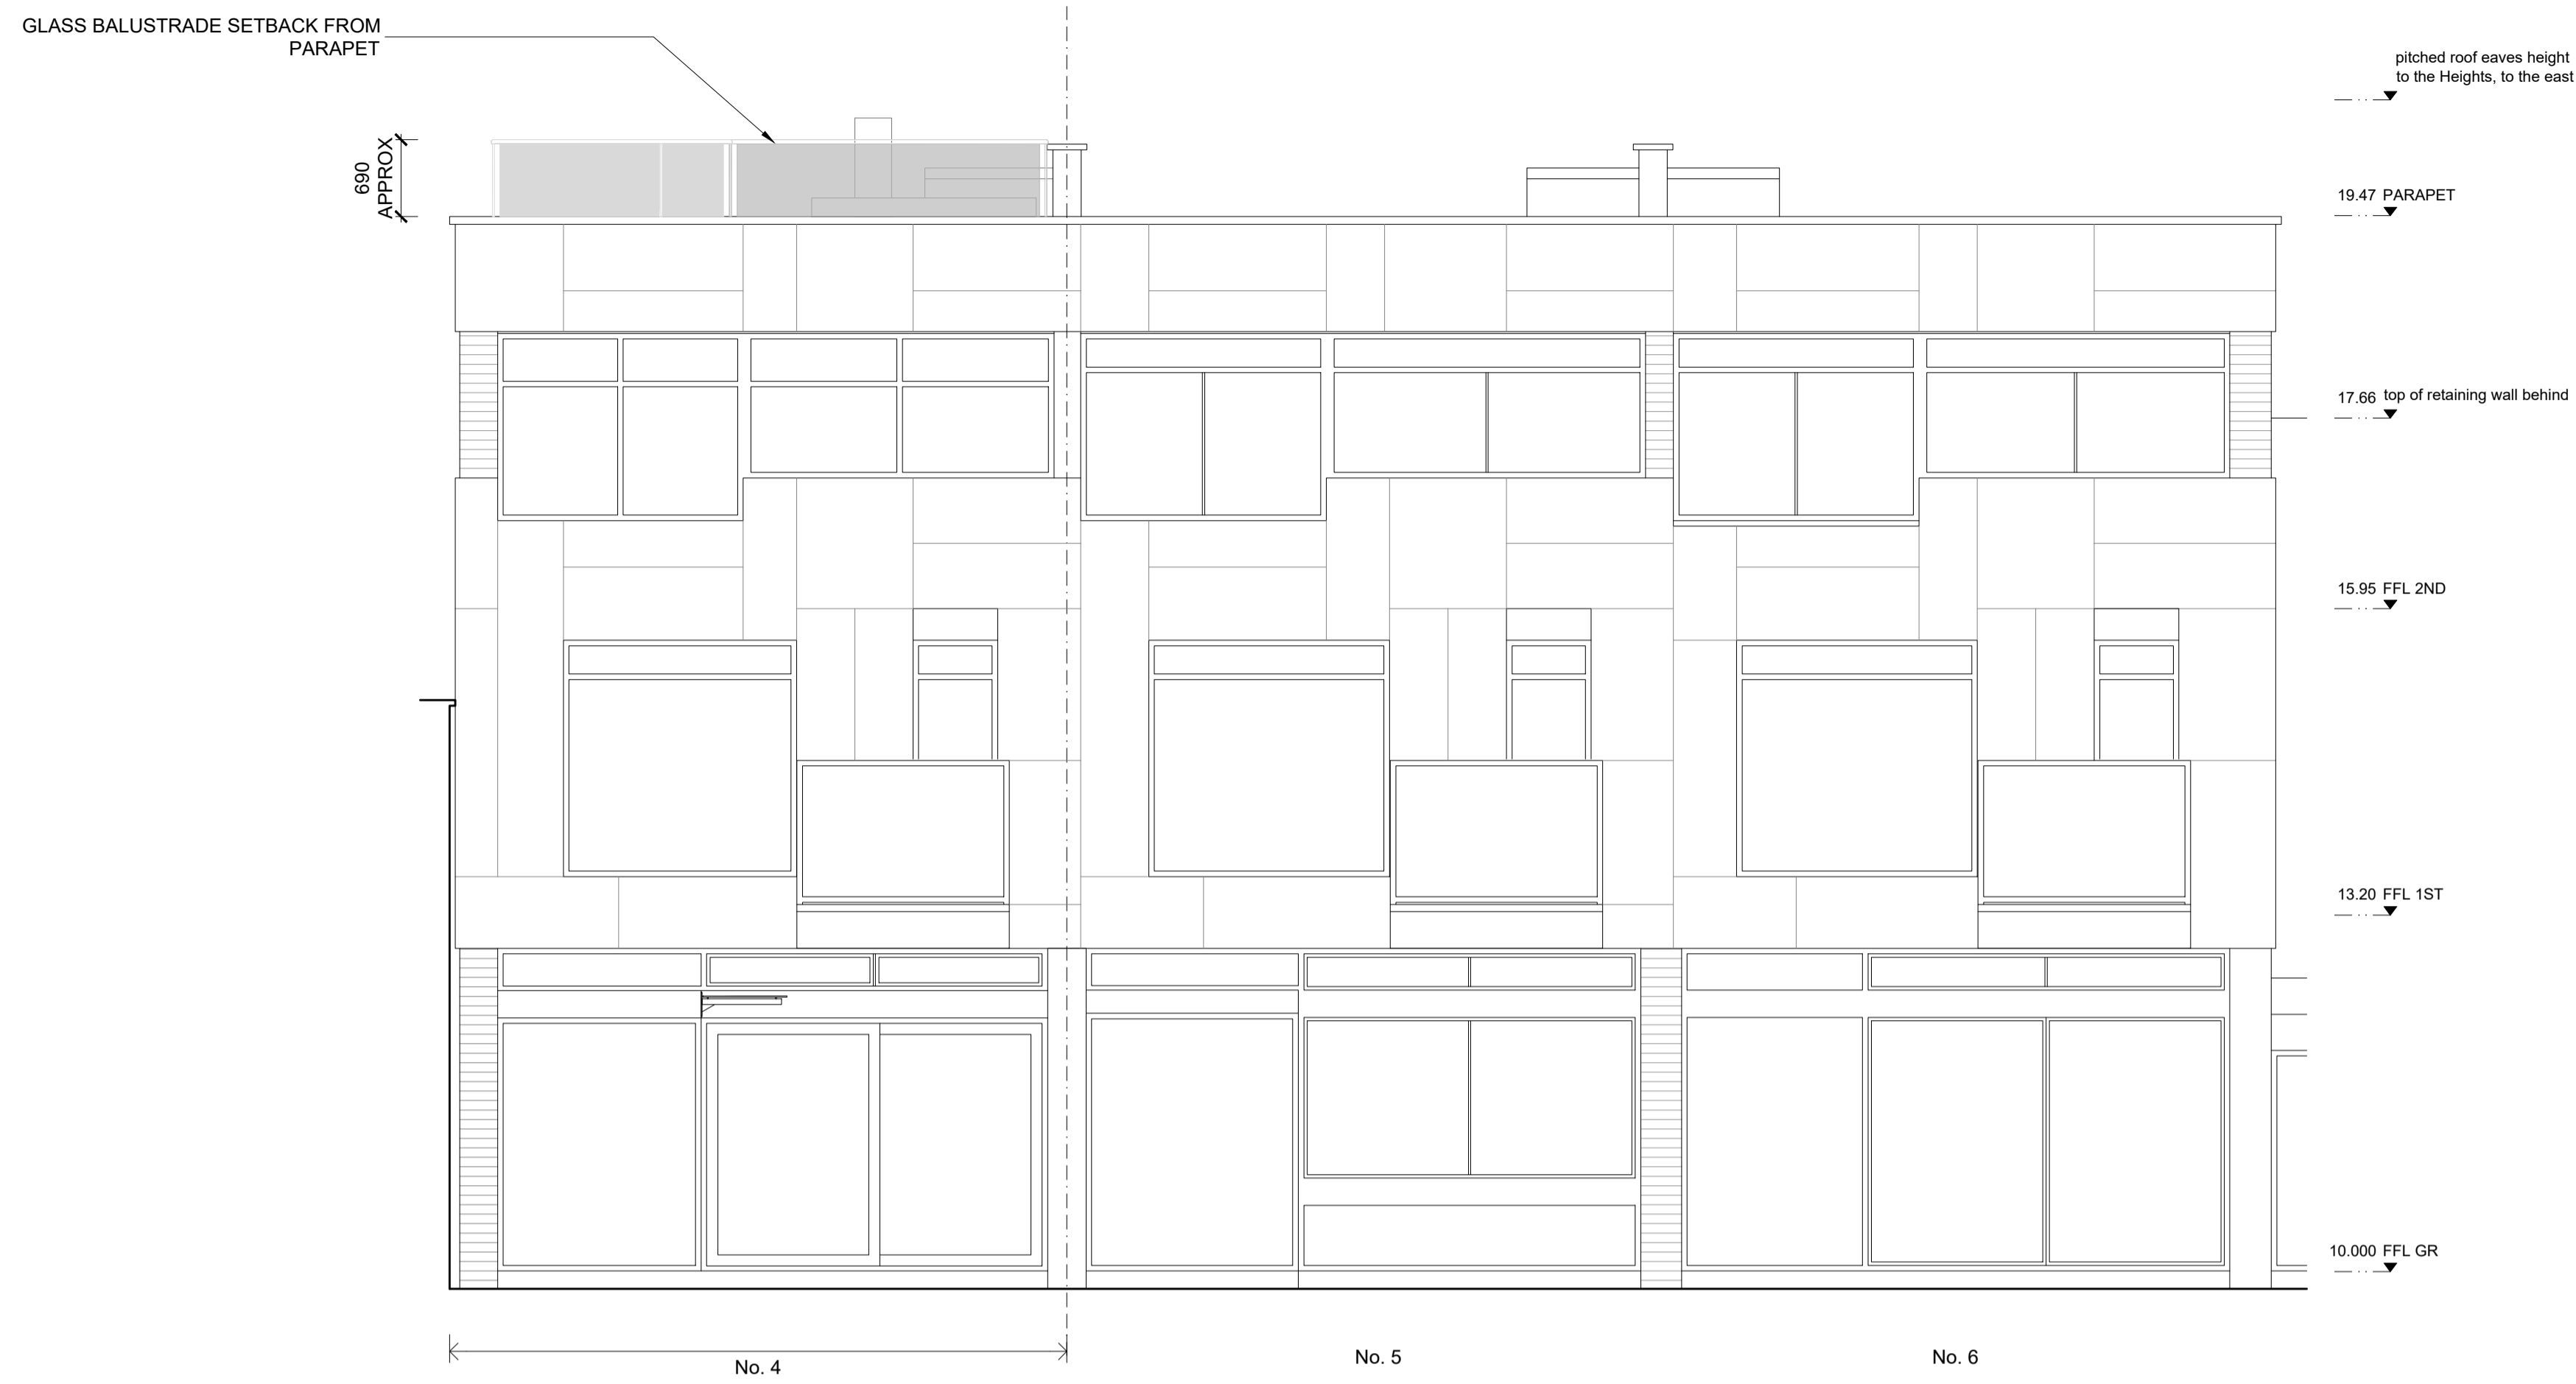 GLASS BALUSTRADE SETBACK FROM
PARAPET
690
APPROX
pitched roof eaves height
to the Heights, to the east
19.47 PARAPET
17.66 top of retaining wall behind
15.95 FFL 2ND
13.20 FFL 1ST
10.000 FFL GR
No. 4
No. 5
No. 6